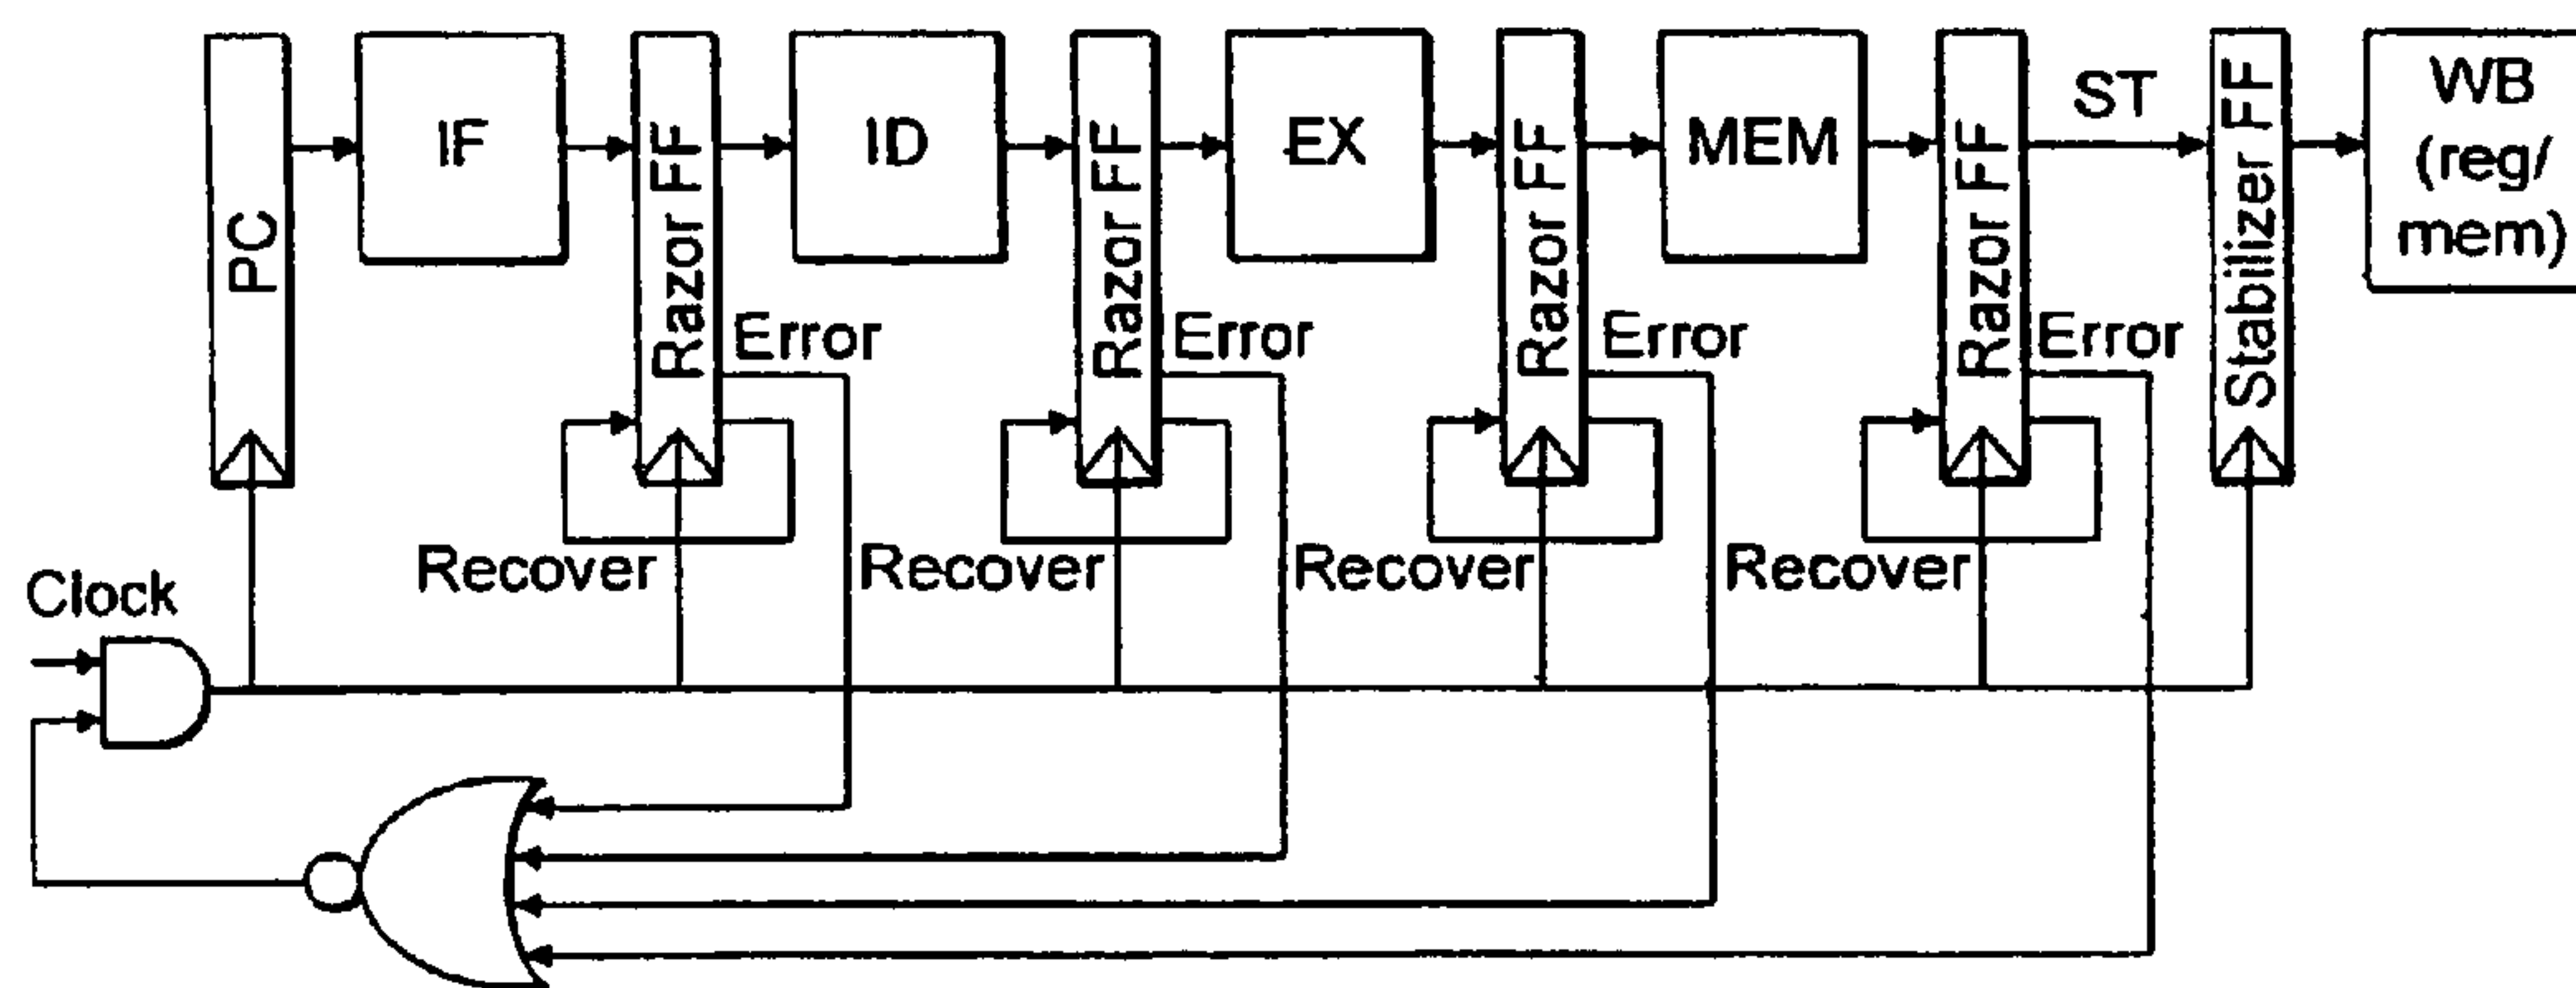 PC
IF
Razor FF
ID
Razor FF
EX
Razor FF
MEM
Razor FF
ST
Stabilizer FF
WB
(reg/
mem)
Error
Error
Error
Error
Recover
Recover
Recover
Recover
Clock